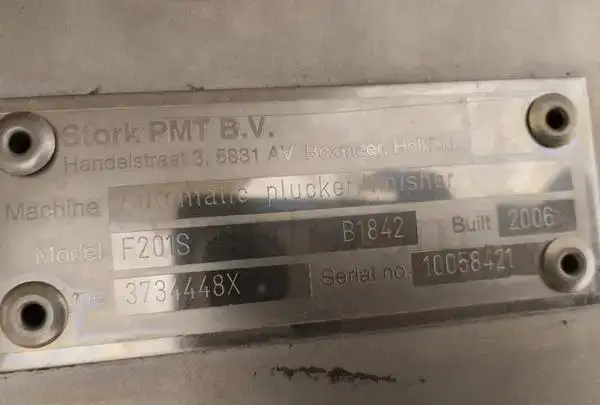 Stork PMT B.V.
Handelstraat 3, 5831 AV Boxmeer, Holland
Machine Automatic plucker/finisher
Model F201S B1842 Built 2006
3734448X Serial no. 10058421